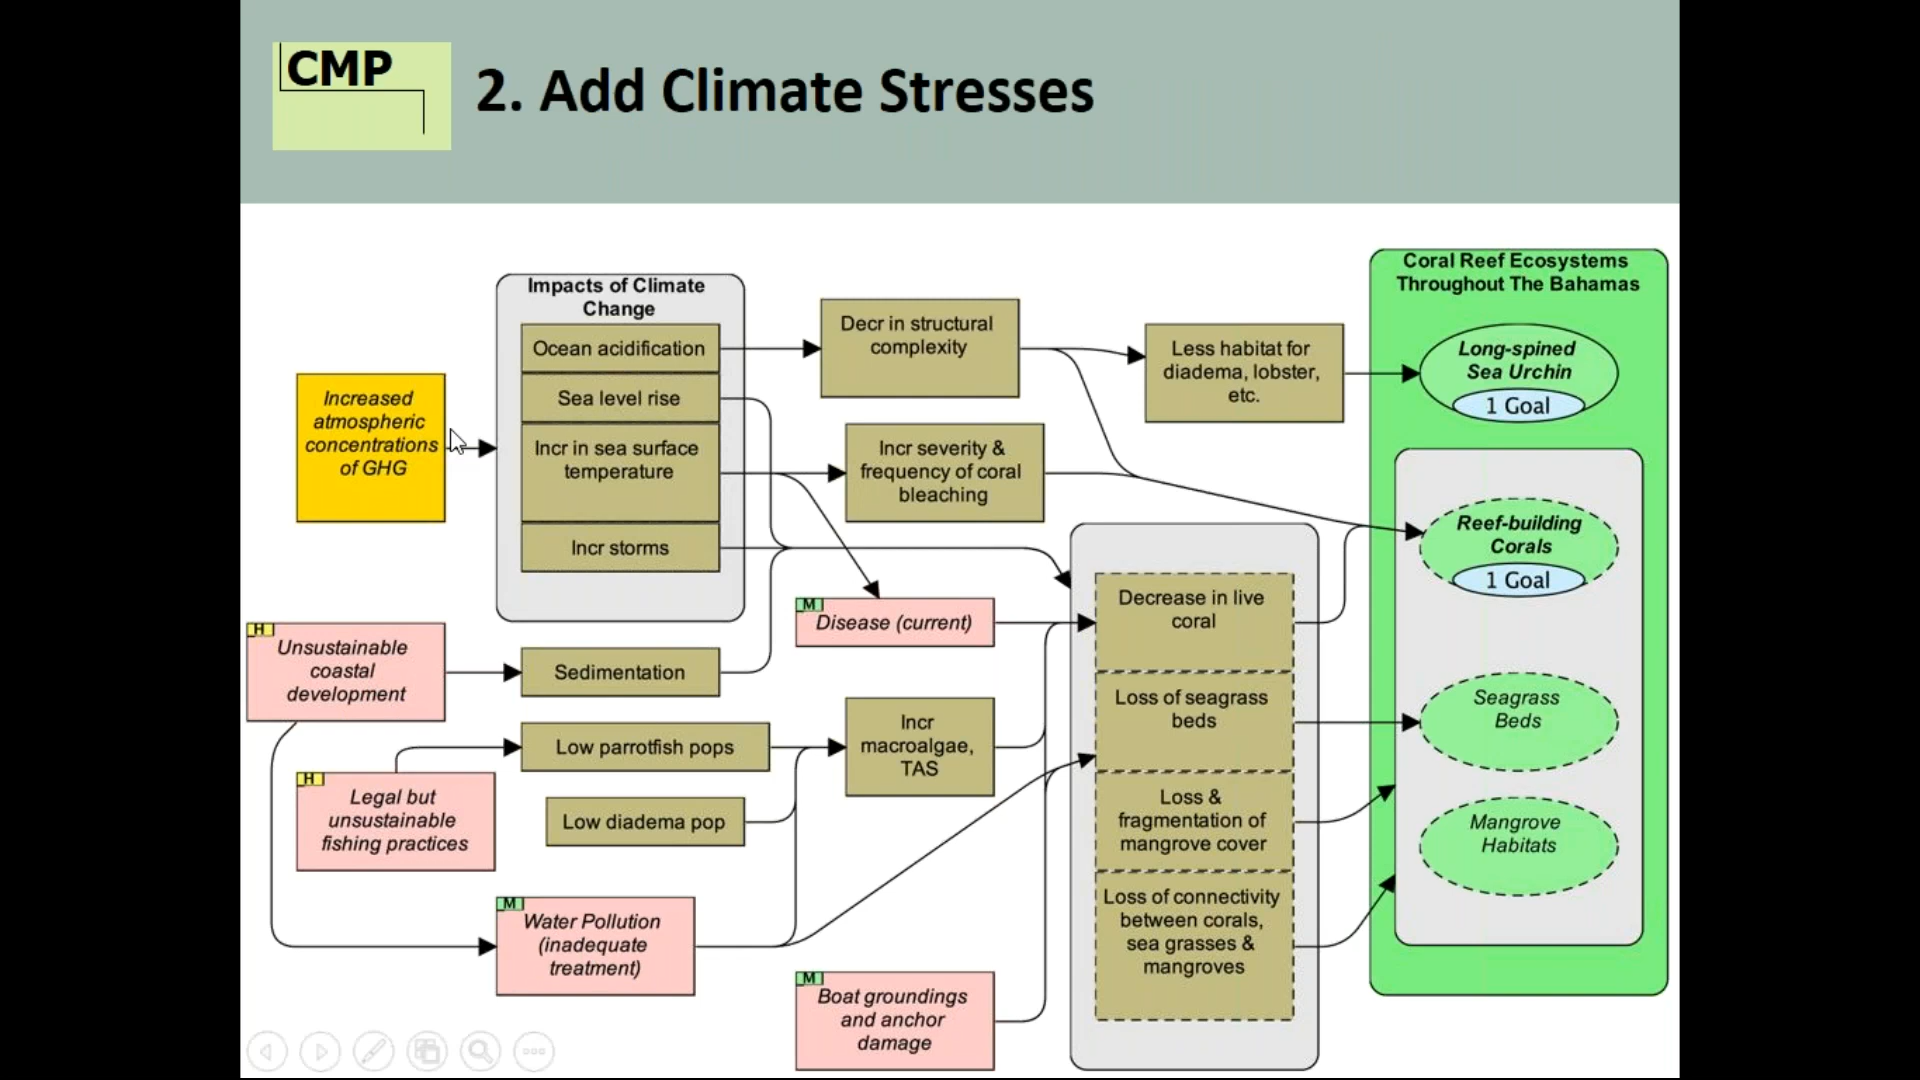 CMP
2. Add Climate Stresses
Impacts of Climate
Change
Ocean acidification
Sea level rise
Incr in sea surface
temperature
Incr storms
Increased
atmospheric
concentrations
of GHG
Decr in structural
complexity
Less habitat for
diadema, lobster,
etc.
Incr severity &
frequency of coral
bleaching
Coral Reef Ecosystems
Throughout The Bahamas
Long-spined
Sea Urchin
1 Goal
Reef-building
Corals
1 Goal
Seagrass
Beds
Mangrove
Habitats
H
Unsustainable
coastal
development
Sedimentation
M
Disease (current)
Low parrotfish pops
Low diadema pop
Incr
macroalgae,
TAS
H
Legal but
unsustainable
fishing practices
M
Water Pollution
(inadequate
treatment)
M
Boat groundings
and anchor
damage
Decrease in live
coral
Loss of seagrass
beds
Loss &
fragmentation of
mangrove cover
Loss of connectivity
between corals,
sea grasses &
mangroves